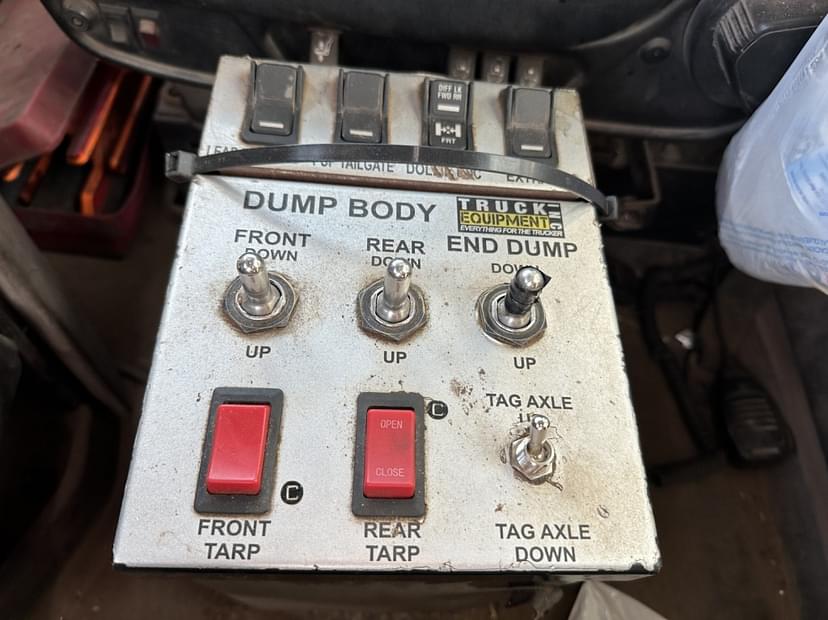 DIFF LK
FWD RR
FRT
TAILGATE
DUMP BODY
TRUCK INC
EQUIPMENT
EVERYTHING FOR THE TRUCKER
FRONT
DOWN
REAR
DOWN
END DUMP
UP
UP
UP
OPEN
CLOSE
C
C
TAG AXLE
FRONT
TARP
REAR
TARP
TAG AXLE
DOWN